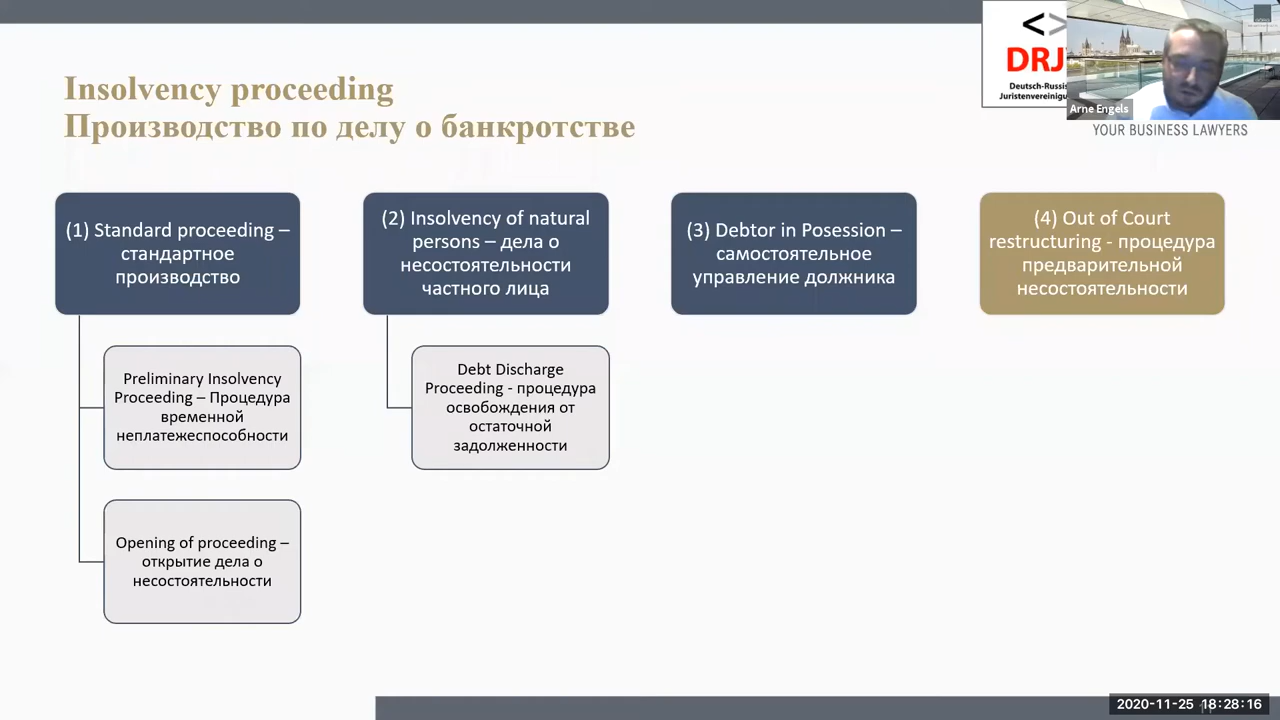 Insolvency proceeding
Производство по делу о банкротстве
DRJ
Deutsch-Russis
Juristenvereinigu
Arne Engels
YOUR BUSINESS LAWYERS
(1) Standard proceeding –
стандартное
производство
Preliminary Insolvency
Proceeding – Процедура
временной
неплатежеспособности
Opening of proceeding –
открытие дела о
несостоятельности
(2) Insolvency of natural
persons – дела о
несостоятельности
частного лица
Debt Discharge
Proceeding - процедура
освобождения от
остаточной
задолженности
(3) Debtor in Posession –
самостоятельное
управление должника
(4) Out of Court
restructuring - процедура
предварительной
несостоятельности
2020-11-25 18:28:16